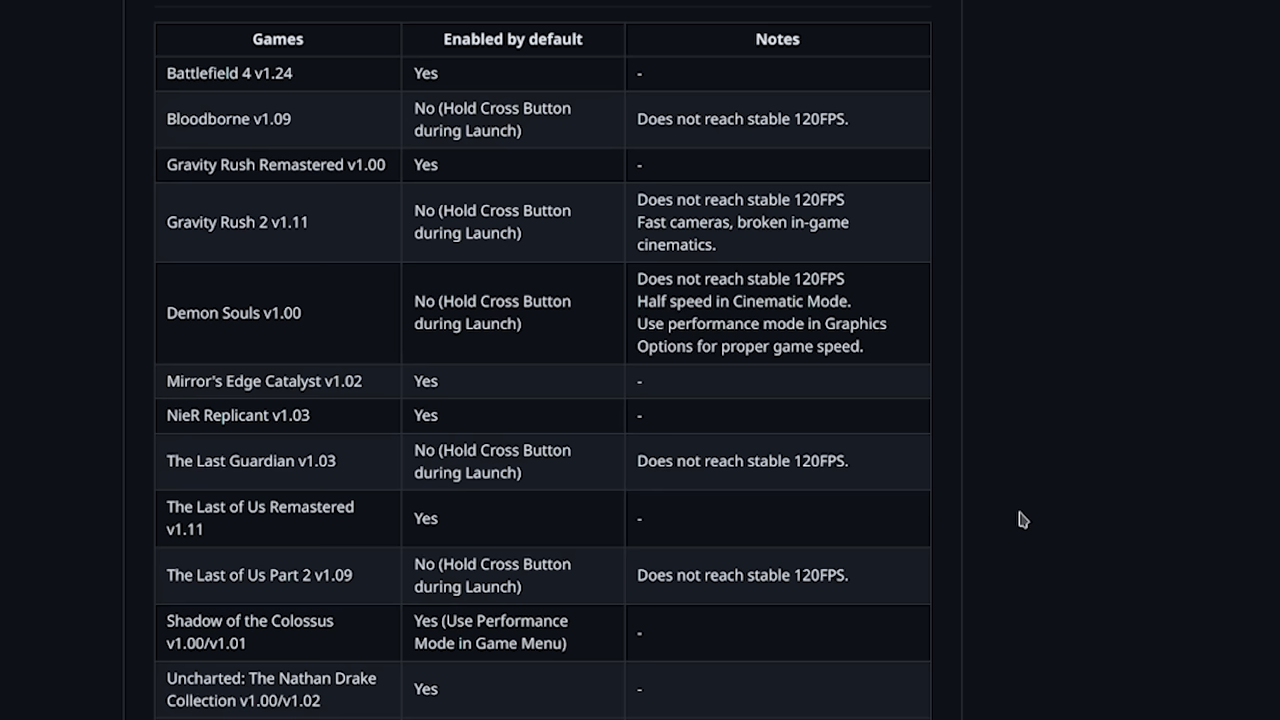 Games Enabled by default Notes
Battlefield 4 v1.24 Yes -
Bloodborne v1.09 No (Hold Cross Button Does not reach stable 120FPS.
during Launch)
Gravity Rush Remastered v1.00 Yes -
Gravity Rush 2 v1.11 No (Hold Cross Button Does not reach stable 120FPS
during Launch) Fast cameras, broken in-game
cinematics.
Demon Souls v1.00 No (Hold Cross Button Does not reach stable 120FPS
during Launch) Half speed in Cinematic Mode.
Use performance mode in Graphics
Options for proper game speed.
Mirror's Edge Catalyst v1.02 Yes -
NieR Replicant v1.03 Yes -
The Last Guardian v1.03 No (Hold Cross Button Does not reach stable 120FPS.
during Launch)
The Last of Us Remastered Yes -
v1.11
The Last of Us Part 2 v1.09 No (Hold Cross Button Does not reach stable 120FPS.
during Launch)
Shadow of the Colossus Yes (Use Performance -
v1.00/v1.01 Mode in Game Menu)
Uncharted: The Nathan Drake Yes -
Collection v1.00/v1.02